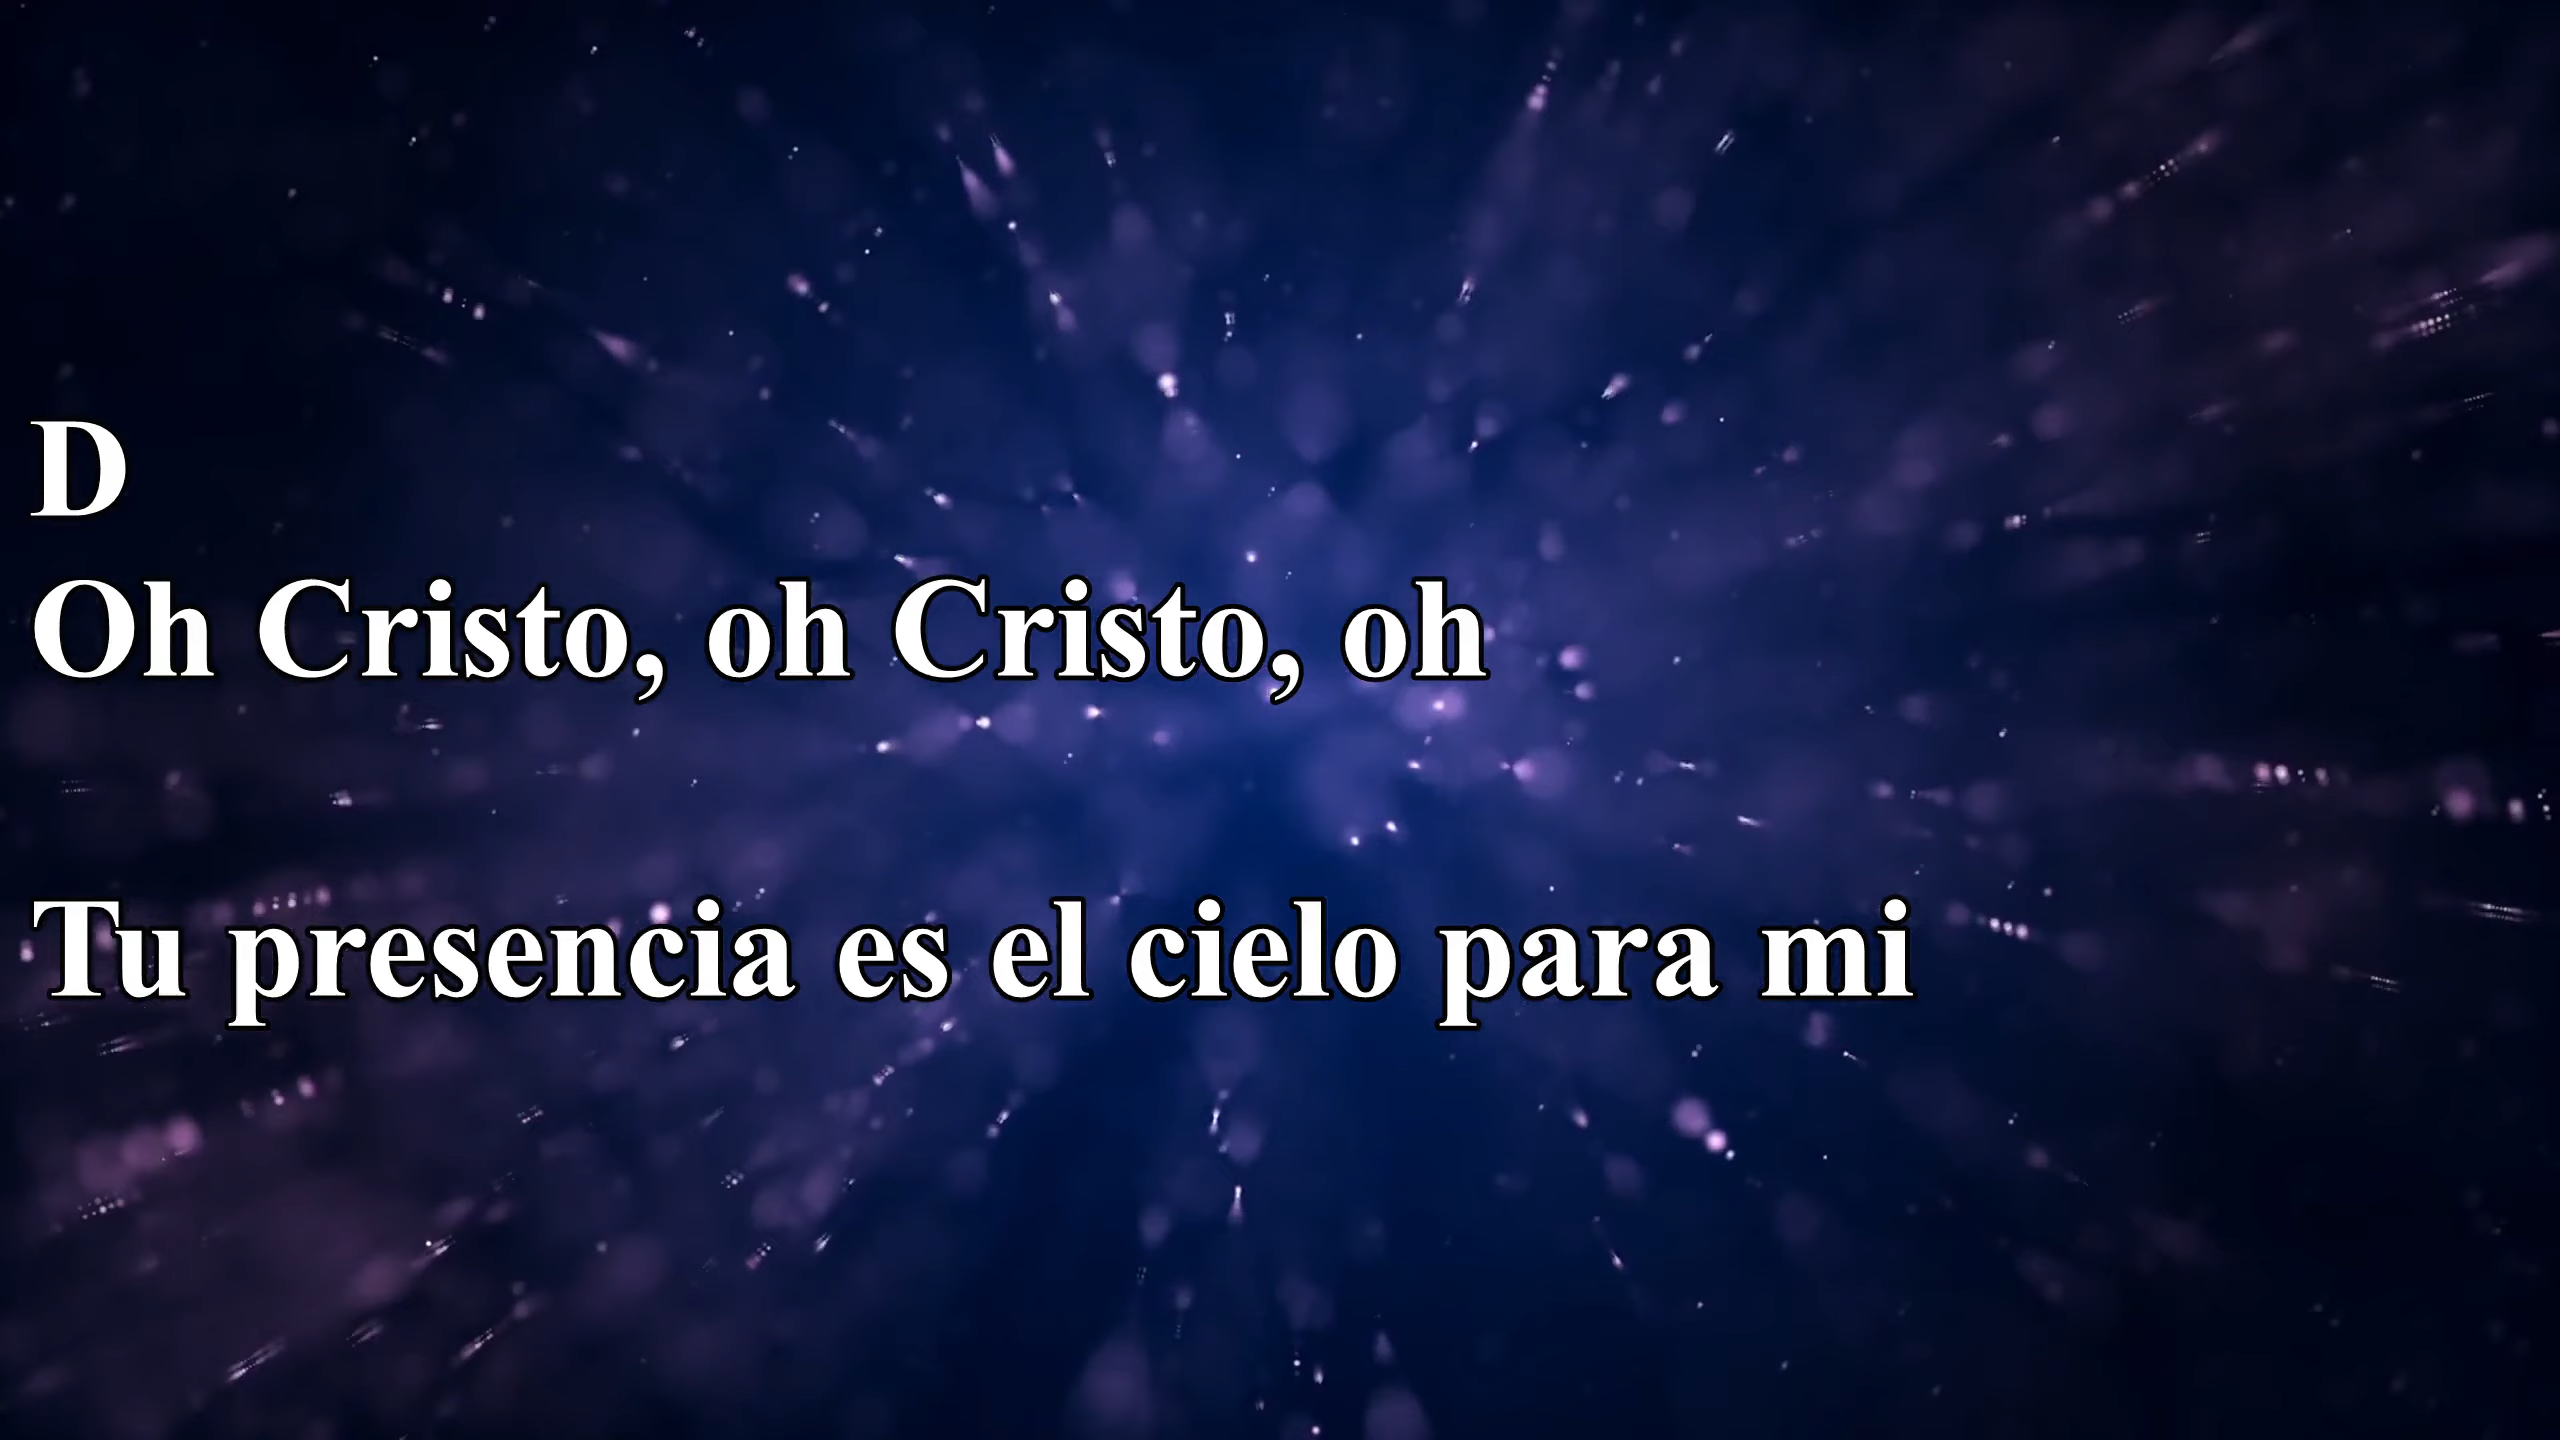 D
Oh Cristo, oh Cristo, oh
Tu presencia es el cielo para mi